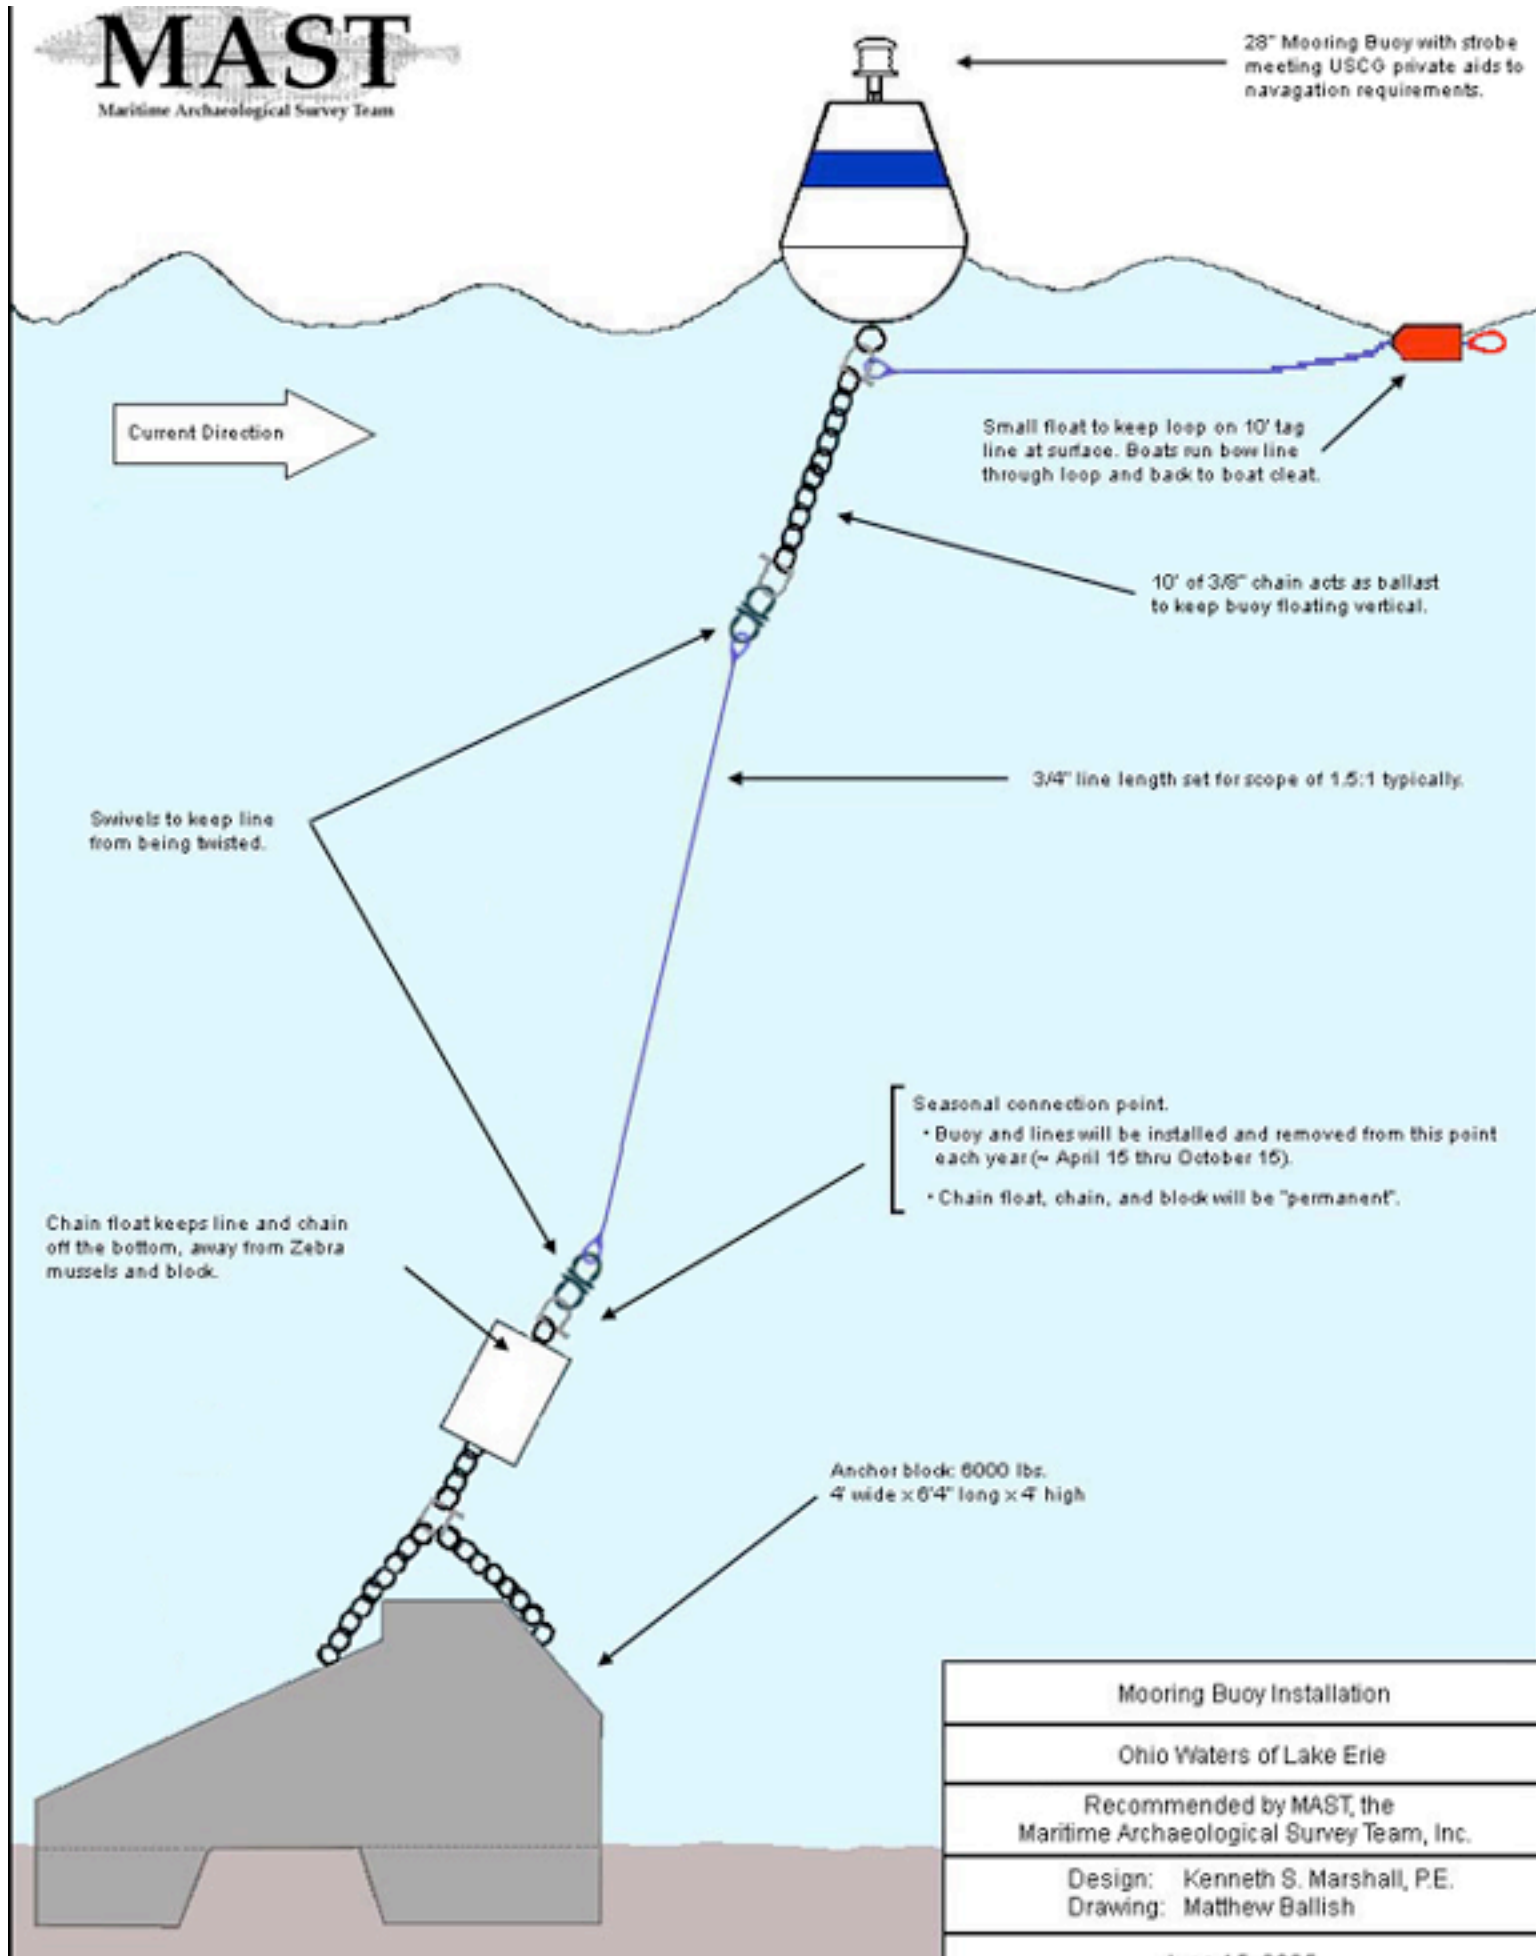 MAST
Maritime Archaeological Survey Team
28" Mooring Buoy with strobe
meeting USCG private aids to
navagation requirements.
Current Direction
Small float to keep loop on 10' tag
line at surface. Boats run bow line
through loop and back to boat cleat.
10' of 3/8" chain acts as ballast
to keep buoy floating vertical.
3/4" line length set for scope of 1.5:1 typically.
Swivels to keep line
from being twisted.
Seasonal connection point.
• Buoy and lines will be installed and removed from this point
each year (~ April 15 thru October 15).
• Chain float, chain, and block will be "permanent".
Chain float keeps line and chain
off the bottom, away from Zebra
mussels and block.
Anchor block: 6000 lbs.
4' wide x 6'4" long x 4' high
Mooring Buoy Installation
Ohio Waters of Lake Erie
Recommended by MAST, the
Maritime Archaeological Survey Team, Inc.
Design: Kenneth S. Marshall, P.E.
Drawing: Matthew Ballish